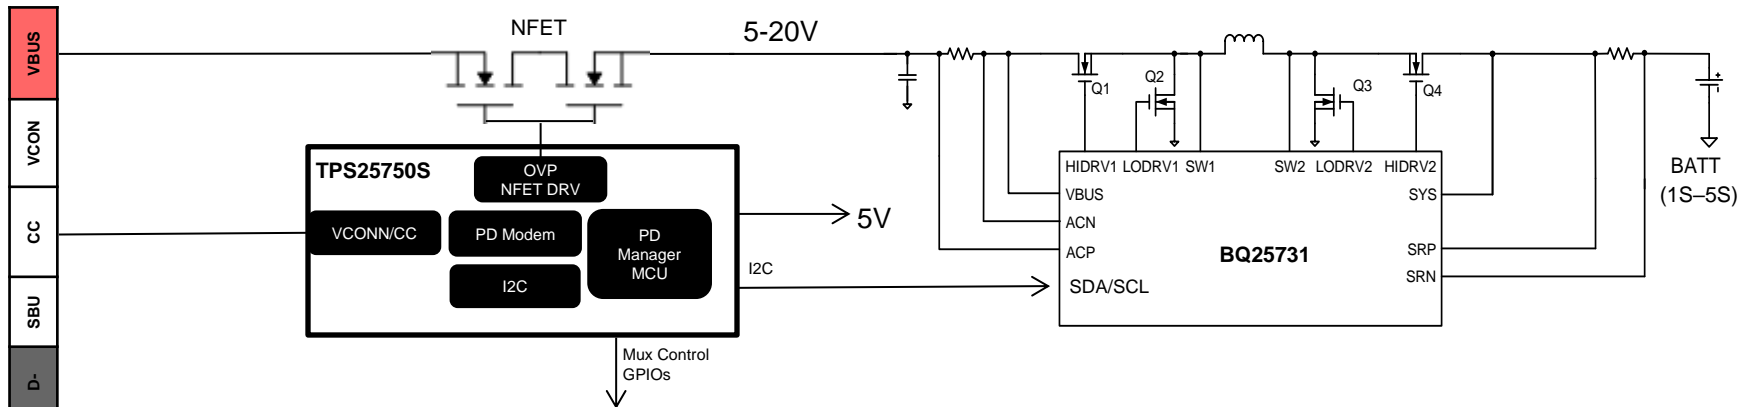 VBUS
VCON
CC
SBU
D-
NFET
5-20V
TPS25750S
OVP
NFET DRV
VCONN/CC
PD Modem
I2C
PD
Manager
MCU
5V
I2C
Mux Control
GPIOs
Q1
Q2
Q3
Q4
HIDRV1 LODRV1 SW1 SW2 LODRV2 HIDRV2
VBUS
ACN
ACP
SDA/SCL
BQ25731
SYS
SRP
SRN
+
BATT
(1S–5S)